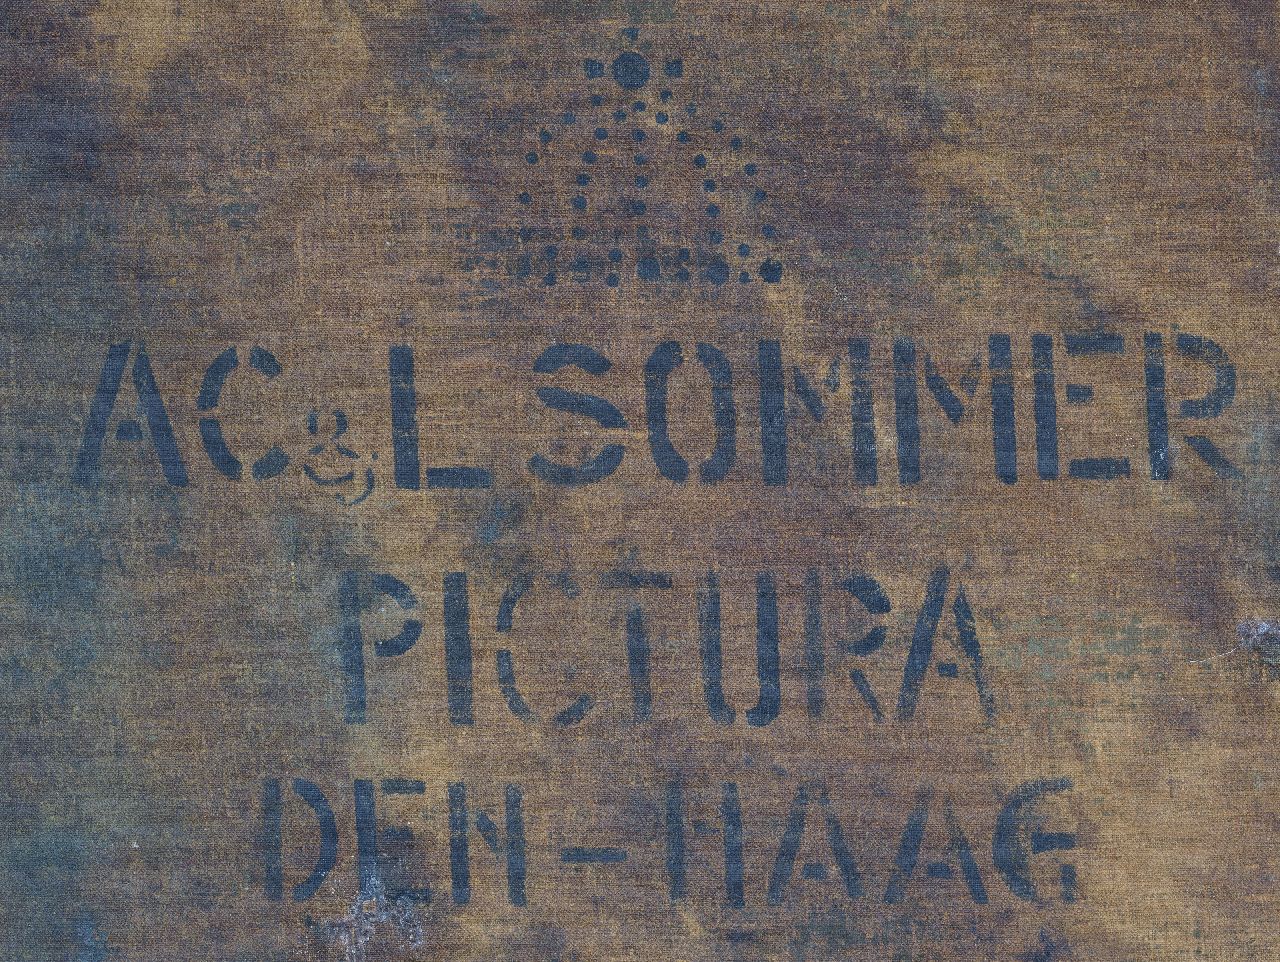 AC & L SOMMER
PICTURA
DEN-HAAG